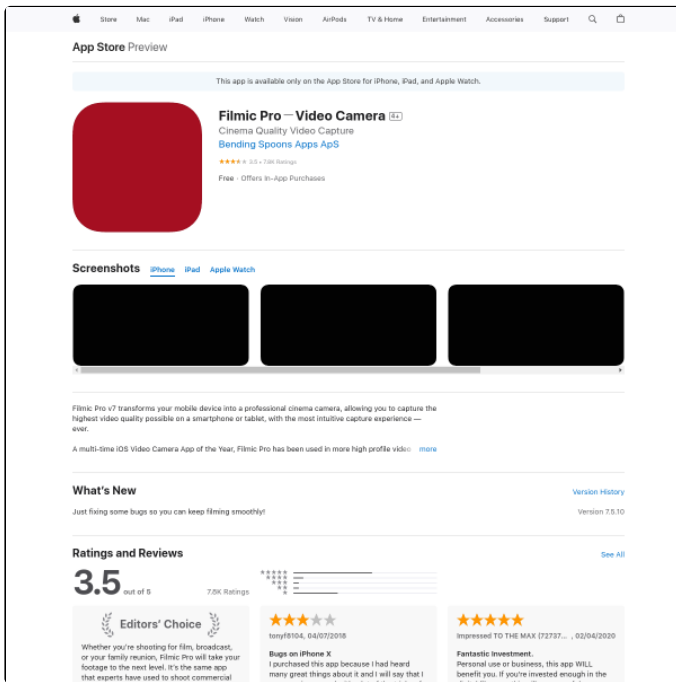 Store Mac iPad iPhone Watch Vision AirPods TV & Home Entertainment Accessories Support
App Store Preview
This app is available only on the App Store for iPhone, iPad, and Apple Watch.
Filmic Pro—Video Camera 4+
Cinema Quality Video Capture
Bending Spoons Apps ApS
★★★★★ 3.5 • 7.8K Ratings
Free · Offers In-App Purchases
Screenshots iPhone iPad Apple Watch
Filmic Pro v7 transforms your mobile device into a professional cinema camera, allowing you to capture the
highest video quality possible on a smartphone or tablet, with the most intuitive capture experience —
ever.
A multi-time iOS Video Camera App of the Year, Filmic Pro has been used in more high profile video more
What's New Version History
Just fixing some bugs so you can keep filming smoothly! Version 7.5.10
Ratings and Reviews See All
3.5 out of 5 7.8K Ratings
Editors' Choice
Whether you're shooting for film, broadcast,
or your family reunion, Filmic Pro will take your
footage to the next level. It's the same app
that experts have used to shoot commercial
tonyf8104, 04/07/2018
Bugs on iPhone X
I purchased this app because I had heard
many great things about it and I will say that I
Impressed TO THE MAX (72737... , 02/04/2020
Fantastic Investment.
Personal use or business, this app WILL
benefit you. If you're invested enough in the